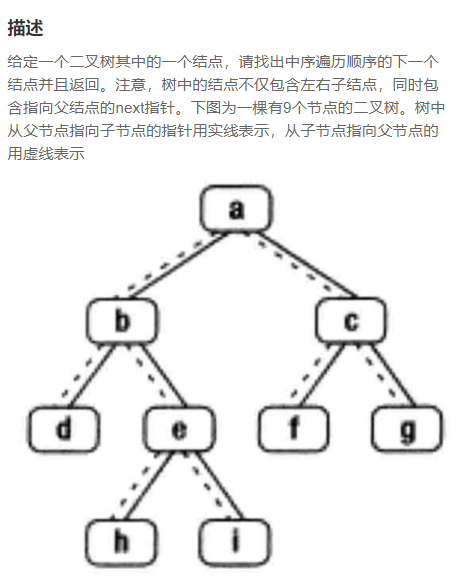 描述
给定一个二叉树其中的一个结点，请找出中序遍历顺序的下一个
结点并且返回。注意，树中的结点不仅包含左右子结点，同时包
含指向父结点的next指针。下图为一棵有9个节点的二叉树。树中
从父节点指向子节点的指针用实线表示，从子节点指向父节点的
用虚线表示
a
b
c
d
e
f
g
h
i